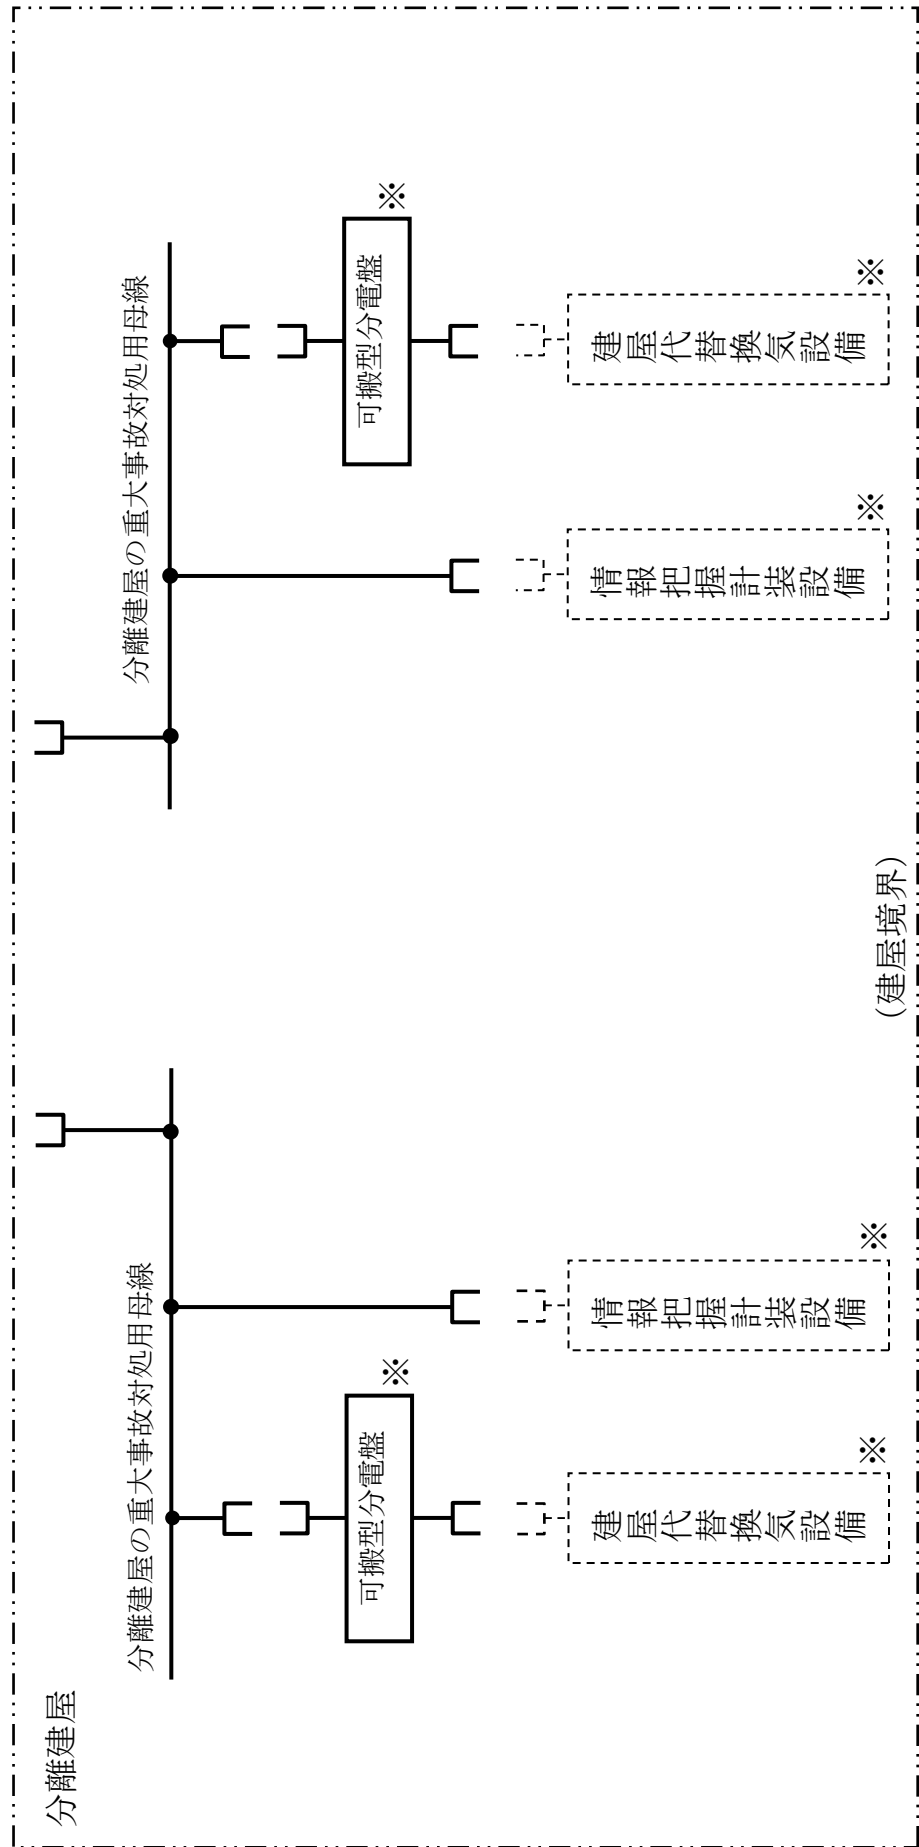 分離建屋
分離建屋の重大事故対処用母線
可搬型分電盤
※
建屋代替換気設備
※
情報把握計装設備
※
分離建屋の重大事故対処用母線
可搬型分電盤
※
情報把握計装設備
※
建屋代替換気設備
※
(建屋境界)